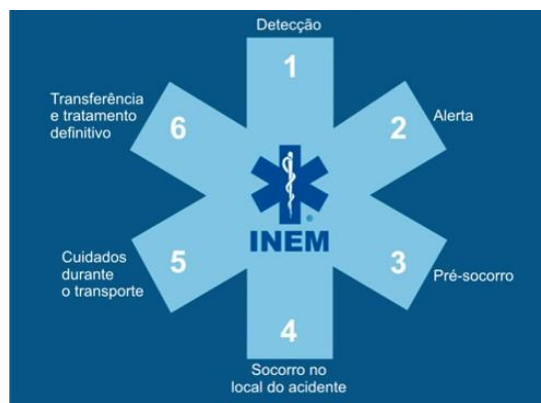 Detecção
1
2
Alerta
3
Pré-socorro
4
Socorro no
local do acidente
5
Cuidados
durante
o transporte
6
Transferência
e tratamento
definitivo
®
INEM